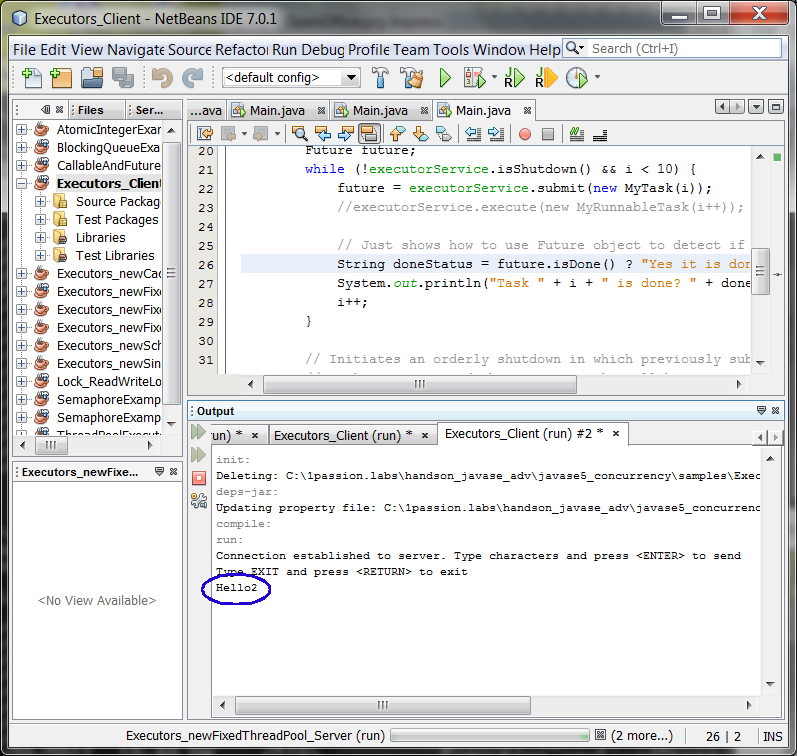 Executors_Client - NetBeans IDE 7.0.1
File Edit View Navigate Source Refactor Run Debug Profile Team Tools Window Help
Search (Ctrl+I)
<default config>
Files
Ser...
...ava
Main.java
Main.java
Main.java
AtomicIntegerExar
BlockingQueueExa
CallableAndFuture
Executors_Client
Source Packag
Test Packages
Libraries
Test Libraries
Executors_newCac
Executors_newFixe
Executors_newFixe
Executors_newFixe
Executors_newSch
Executors_newSin
Lock_ReadWriteLo
SemaphoreExamp
SemaphoreExamp
ThreadPoolExecut
20 Future future;
21 while (!executorService.isShutdown() && i < 10) {
22 future = executorService.submit(new MyTask(i));
23 //executorService.execute(new MyRunnableTask(i++));
24
25 // Just shows how to use Future object to detect if
26 String doneStatus = future.isDone() ? "Yes it is don
27 System.out.println("Task " + i + " is done? " + done
28 i++;
29 }
30
31 // Initiates an orderly shutdown in which previously sub
Output
run) *
Executors_Client (run) *
Executors_Client (run) #2 *
init:
Deleting: C:\1passion.labs\handson_javase_adv\javase5_concurrency\samples\Exec
deps-jar:
Updating property file: C:\1passion.labs\handson_javase_adv\javase5_concurrenc
compile:
run:
Connection established to server. Type characters and press <ENTER> to send
Type EXIT and press <RETURN> to exit
Hello2
Executors_newFixe...
<No View Available>
Executors_newFixedThreadPool_Server (run)
(2 more...)
26 | 2
INS